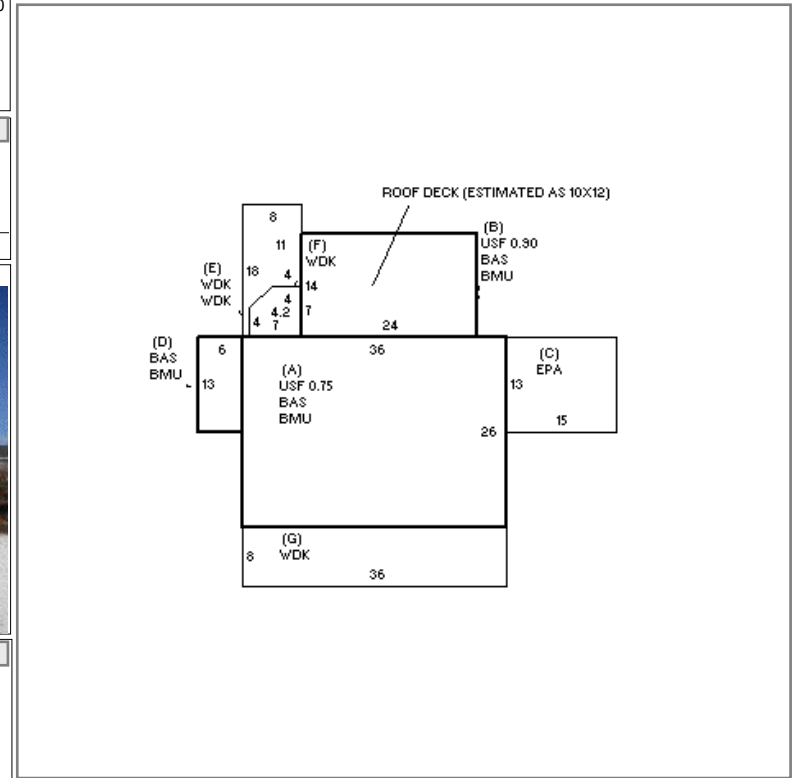 ROOF DECK (ESTIMATED AS 10X12)
8
(B)
USF 0.90
BAS
BMU
11
(F)
WDK
(E)
WDK
WDK
18
4
14
4
4.2
7
7
4
24
(D)
BAS
BMU
6
36
(C)
EPA
13
(A)
USF 0.75
BAS
BMU
13
15
26
(G)
WDK
8
36